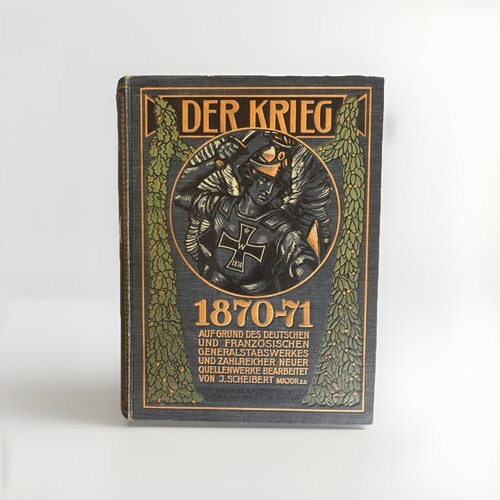 DER KRIEG
W
1870
1870-71
AUF GRUND DES DEUTSCHEN
UND FRANZÖSISCHEN
GENERALSTABSWERKES
UND ZAHLREICHER NEUER
QUELLENWERKE BEARBEITET
VON J. SCHEIBERT MAJOR Z.D.